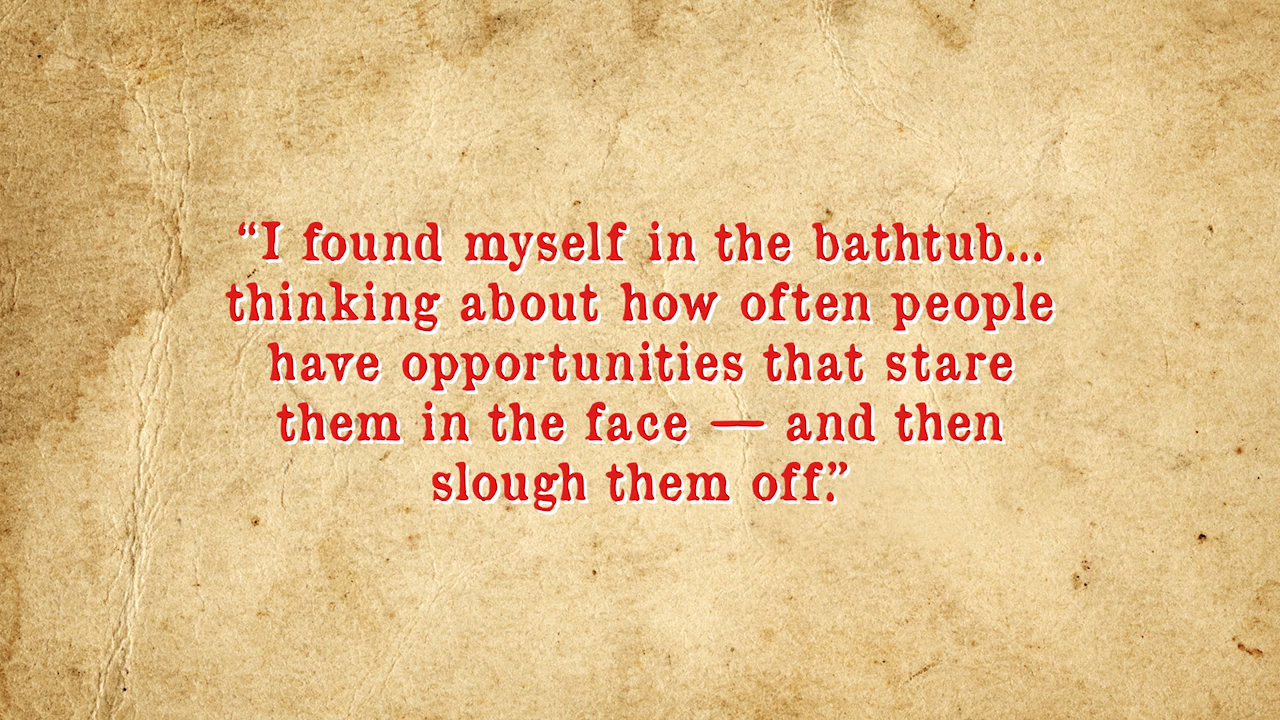 “I found myself in the bathtub...
thinking about how often people
have opportunities that stare
them in the face — and then
slough them off.”